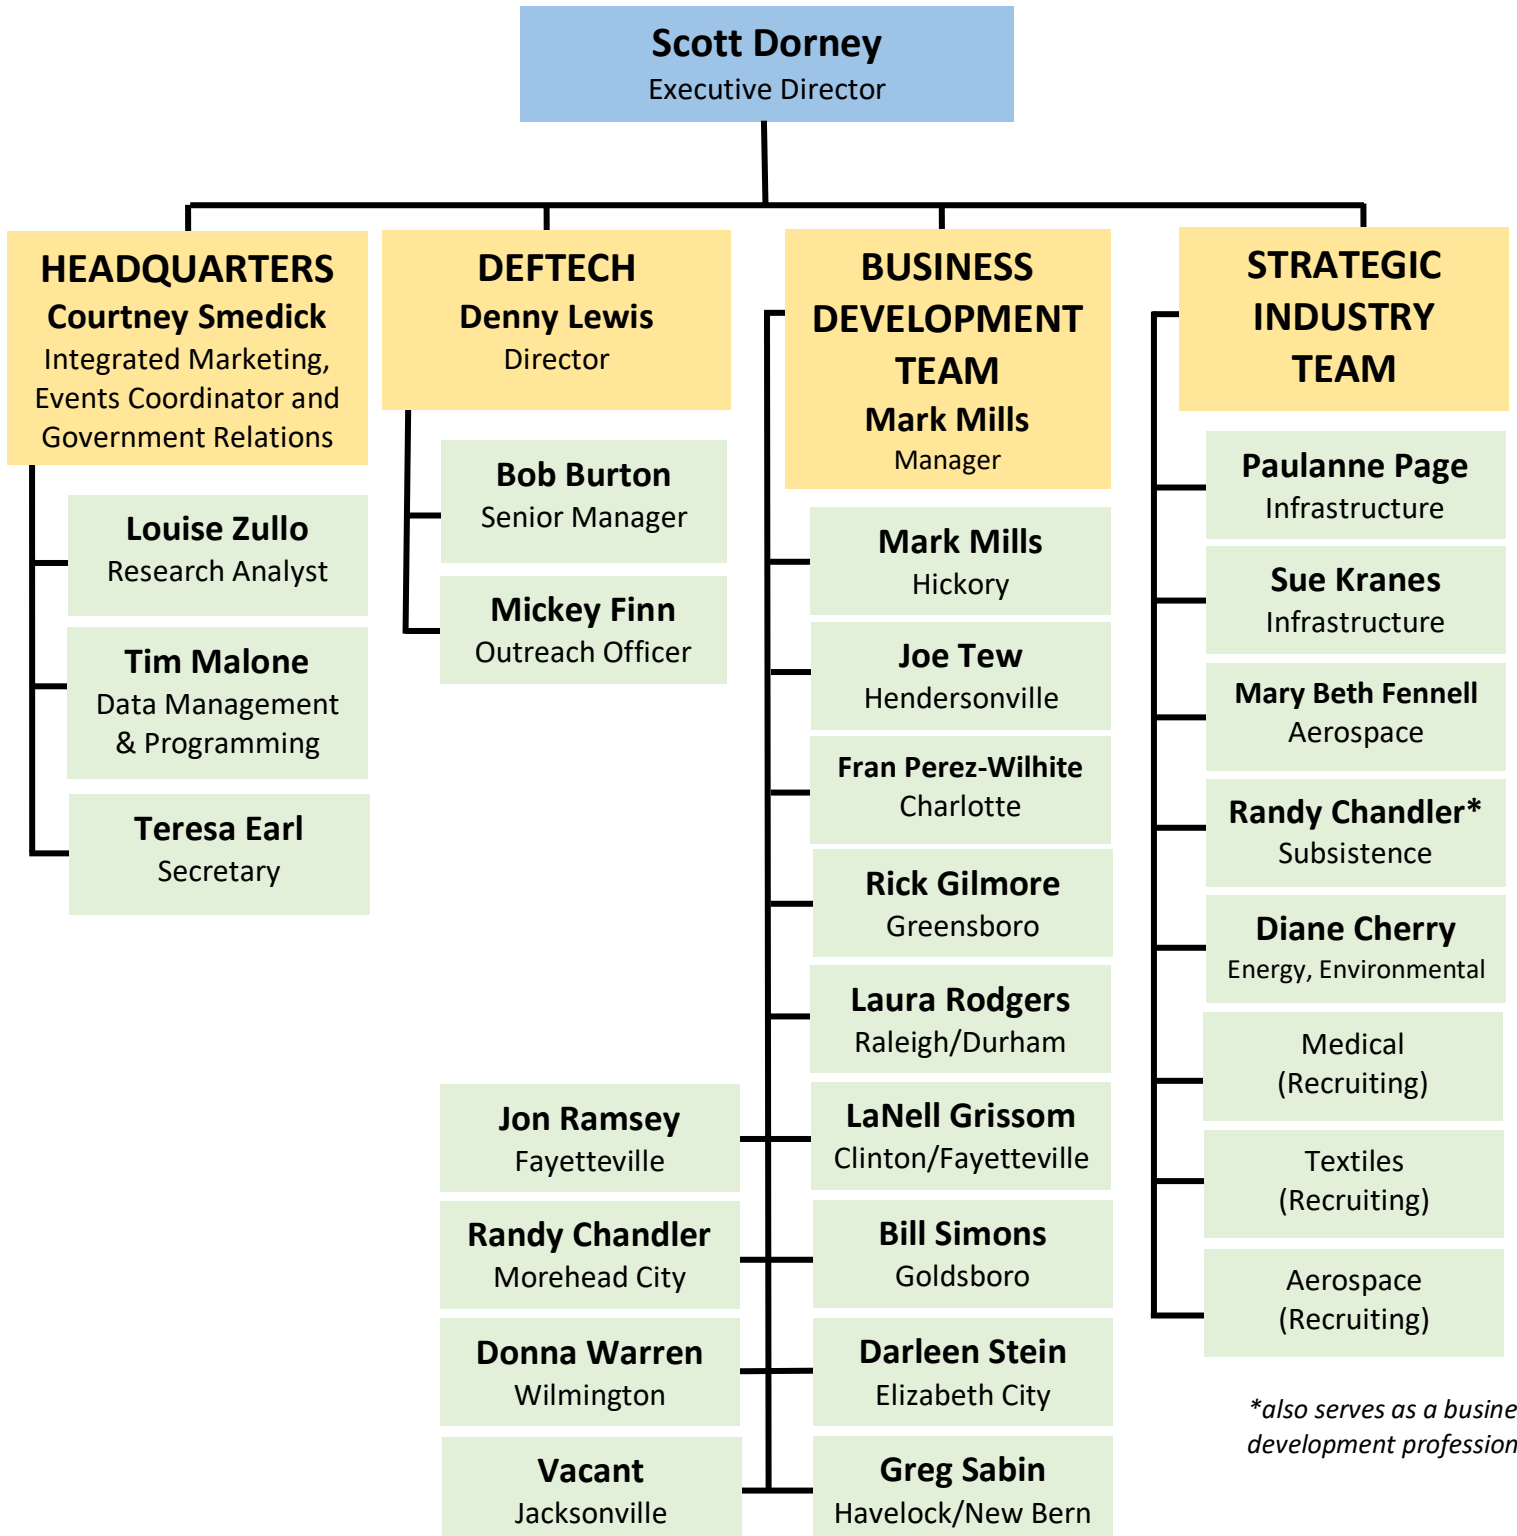 Scott Dorney
Executive Director
HEADQUARTERS
Courtney Smedick
Integrated Marketing,
Events Coordinator and
Government Relations
Louise Zullo
Research Analyst
Tim Malone
Data Management
& Programming
Teresa Earl
Secretary
DEFTECH
Denny Lewis
Director
Bob Burton
Senior Manager
Mickey Finn
Outreach Officer
BUSINESS
DEVELOPMENT
TEAM
Mark Mills
Manager
Mark Mills
Hickory
Joe Tew
Hendersonville
Fran Perez-Wilhite
Charlotte
Rick Gilmore
Greensboro
Laura Rodgers
Raleigh/Durham
Jon Ramsey
Fayetteville
LaNell Grissom
Clinton/Fayetteville
Randy Chandler
Morehead City
Bill Simons
Goldsboro
Donna Warren
Wilmington
Darleen Stein
Elizabeth City
Vacant
Jacksonville
Greg Sabin
Havelock/New Bern
STRATEGIC
INDUSTRY
TEAM
Paulanne Page
Infrastructure
Sue Kranes
Infrastructure
Mary Beth Fennell
Aerospace
Randy Chandler*
Subsistence
Diane Cherry
Energy, Environmental
Medical
(Recruiting)
Textiles
(Recruiting)
Aerospace
(Recruiting)
*also serves as a busine
development profession